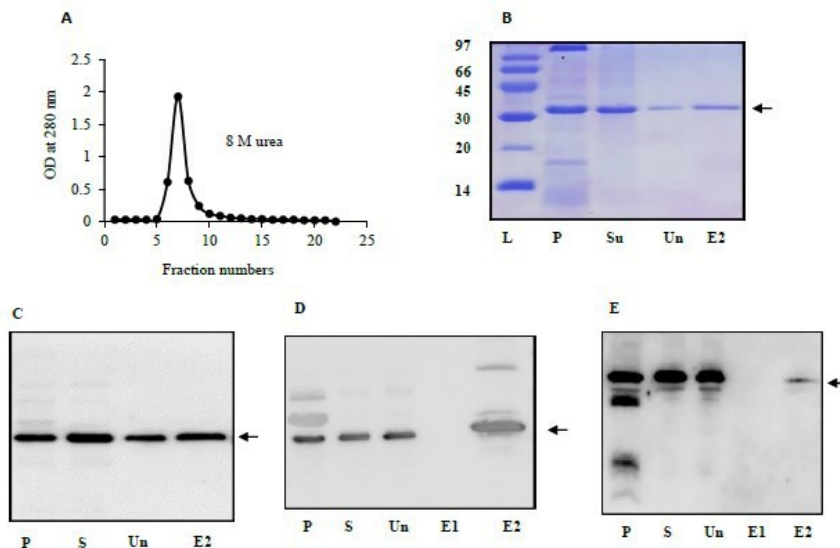 A
OD at 280 nm
2.5
2
1.5
1
0.5
0
0 5 10 15 20 25
8 M urea
Fraction numbers
B
97
66
45
30
20
14
L P Su Un E2
C
P S Un E2
D
P S Un E1 E2
E
P S Un E1 E2